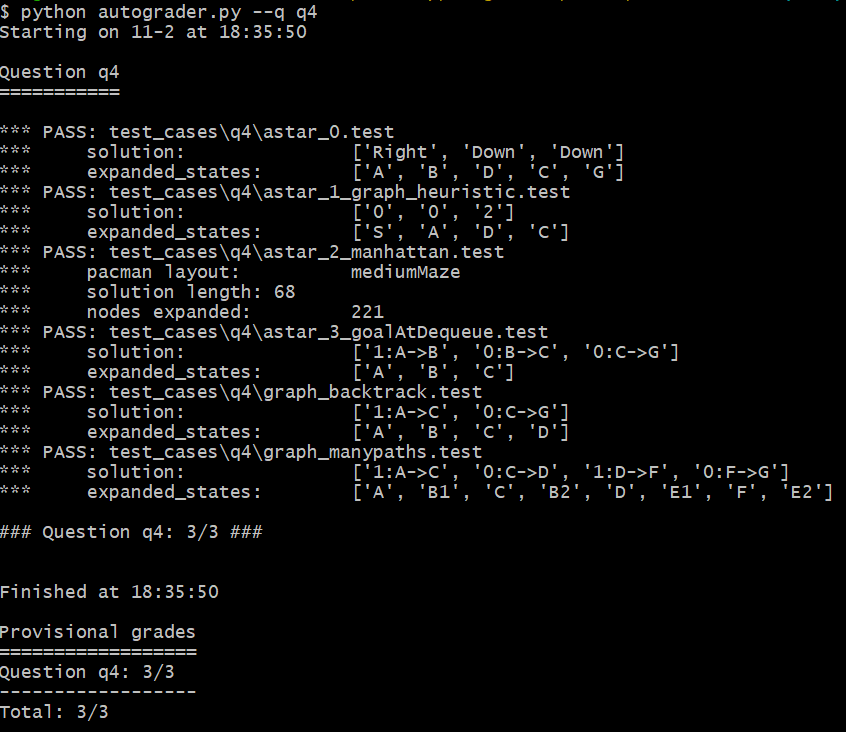 $ python autograder.py --q q4
Starting on 11-2 at 18:35:50
Question q4
===========
*** PASS: test_cases\q4\astar_0.test
***     solution:               ['Right', 'Down', 'Down']
***     expanded_states:        ['A', 'B', 'D', 'C', 'G']
*** PASS: test_cases\q4\astar_1_graph_heuristic.test
***     solution:               ['0', '0', '2']
***     expanded_states:        ['S', 'A', 'D', 'C']
*** PASS: test_cases\q4\astar_2_manhattan.test
***     pacman layout:          mediumMaze
***     solution length: 68
***     nodes expanded:         221
*** PASS: test_cases\q4\astar_3_goalAtDequeue.test
***     solution:               ['1:A->B', '0:B->C', '0:C->G']
***     expanded_states:        ['A', 'B', 'C']
*** PASS: test_cases\q4\graph_backtrack.test
***     solution:               ['1:A->C', '0:C->G']
***     expanded_states:        ['A', 'B', 'C', 'D']
*** PASS: test_cases\q4\graph_manypaths.test
***     solution:               ['1:A->C', '0:C->D', '1:D->F', '0:F->G']
***     expanded_states:        ['A', 'B1', 'C', 'B2', 'D', 'E1', 'F', 'E2']
### Question q4: 3/3 ###
Finished at 18:35:50
Provisional grades
==================
Question q4: 3/3
------------------
Total: 3/3